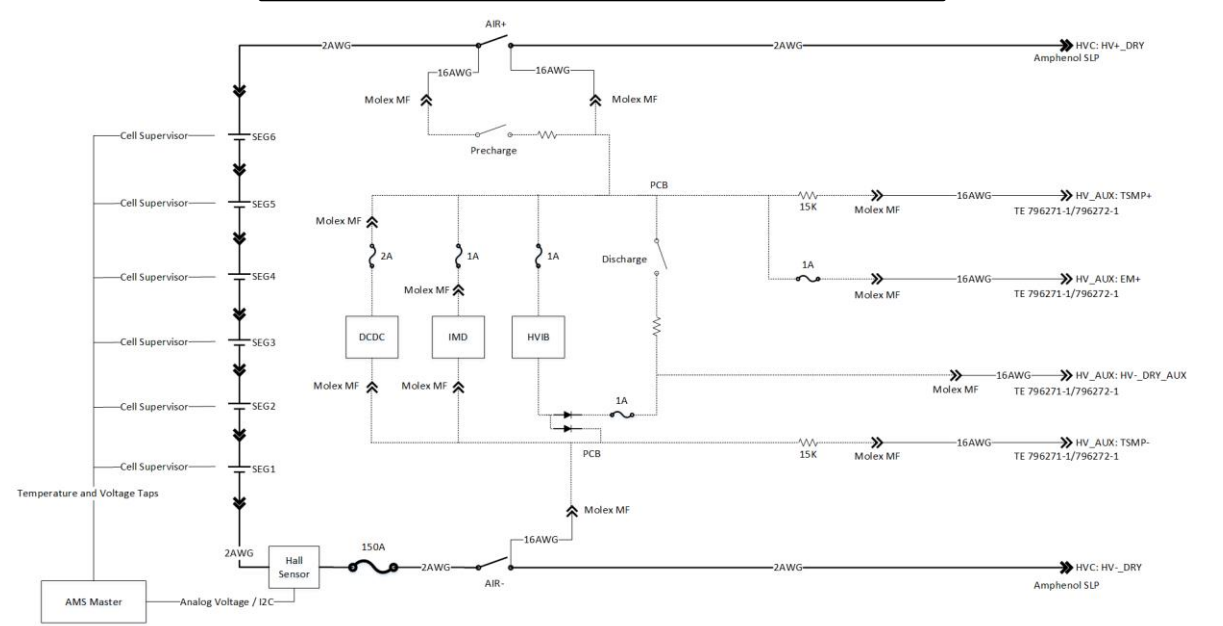 AIR+
2AWG
2AWG
HVC: HV+_DRY
Amphenol SLP
16AWG
16AWG
Molex MF
Molex MF
Cell Supervisor
SEG6
Precharge
PCB
Cell Supervisor
SEG5
15K
Molex MF
16AWG
HV_AUX: TSMP+
TE 796271-1/796272-1
Molex MF
2A
1A
1A
Discharge
Cell Supervisor
SEG4
Molex MF
1A
Molex MF
16AWG
HV_AUX: EM+
TE 796271-1/796272-1
DCDC
IMD
HVIB
Cell Supervisor
SEG3
Molex MF
Molex MF
Molex MF
16AWG
HV_AUX: HV-_DRY_AUX
TE 796271-1/796272-1
Cell Supervisor
SEG2
1A
PCB
15K
Molex MF
16AWG
HV_AUX: TSMP-
TE 796271-1/796272-1
Cell Supervisor
SEG1
Temperature and Voltage Taps
Molex MF
2AWG
Hall
Sensor
150A
2AWG
16AWG
AIR-
2AWG
HVC: HV-_DRY
Amphenol SLP
AMS Master
Analog Voltage / I2C